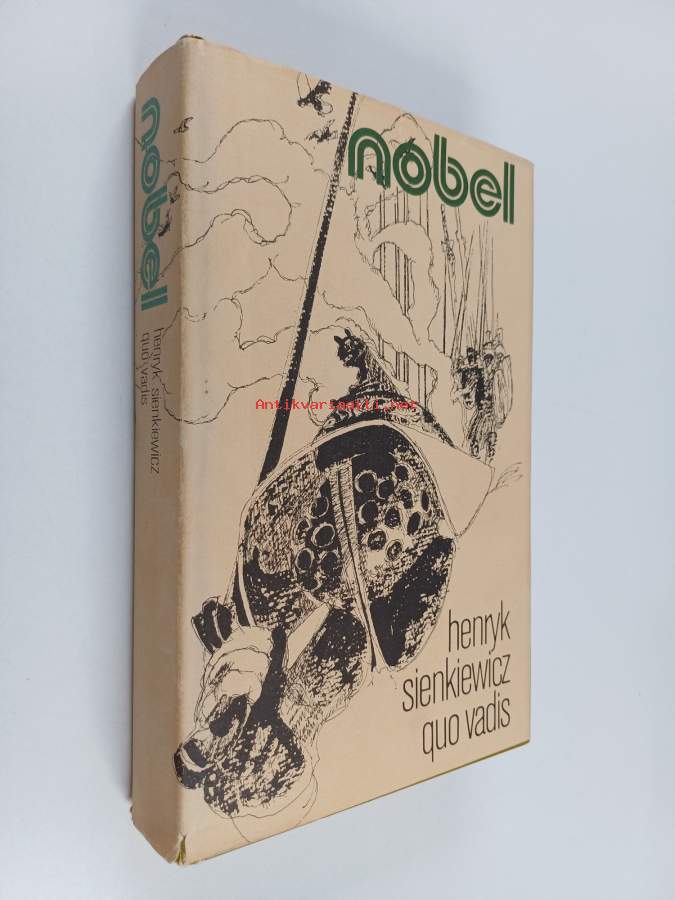 nobel
henryk sienkiewicz
quo vadis
nobel
Antikvariaatti.net
henryk
sienkiewicz
quo vadis